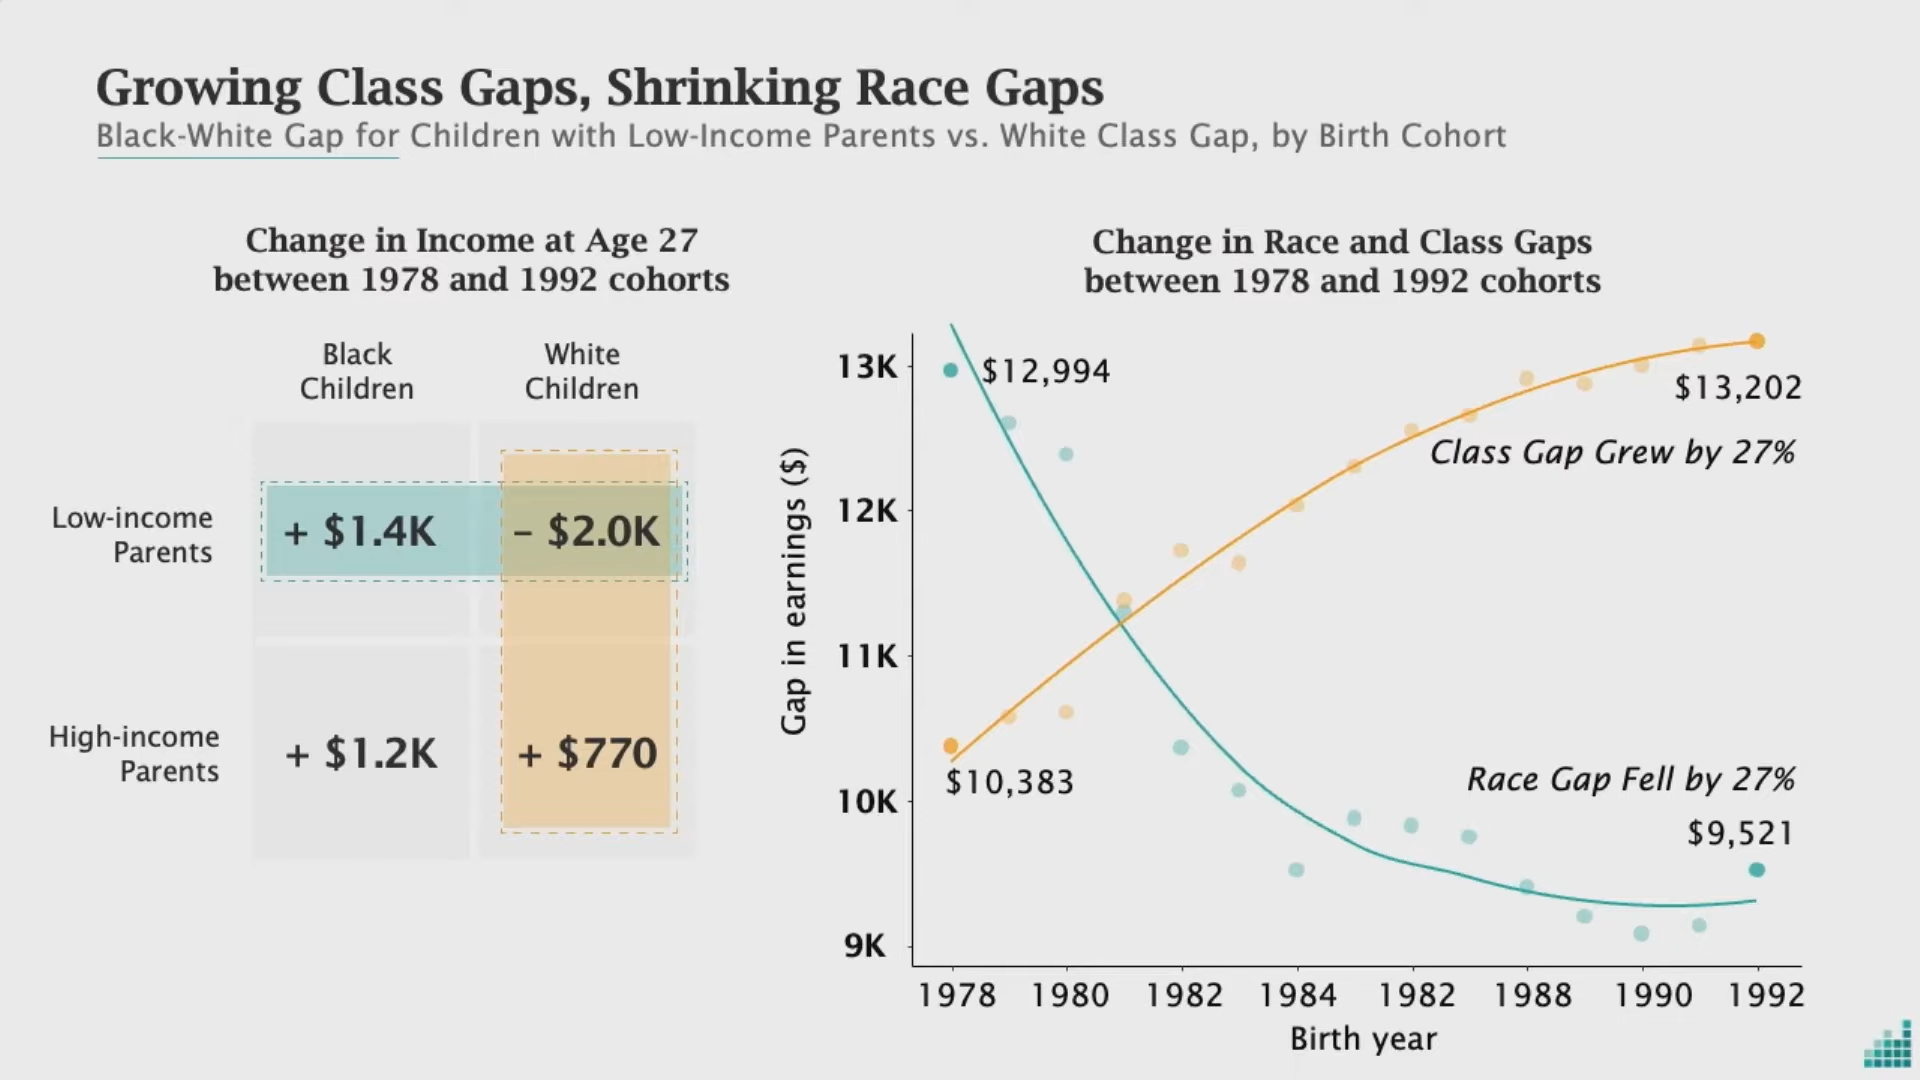 Growing Class Gaps, Shrinking Race Gaps
Black-White Gap for Children with Low-Income Parents vs. White Class Gap, by Birth Cohort
Change in Income at Age 27
between 1978 and 1992 cohorts
Black
Children
White
Children
Low-income
Parents
+ $1.4K
– $2.0K
High-income
Parents
+ $1.2K
+ $770
Change in Race and Class Gaps
between 1978 and 1992 cohorts
Gap in earnings ($)
13K
12K
11K
10K
9K
$12,994
$13,202
Class Gap Grew by 27%
$10,383
Race Gap Fell by 27%
$9,521
1978 1980 1982 1984 1982 1988 1990 1992
Birth year